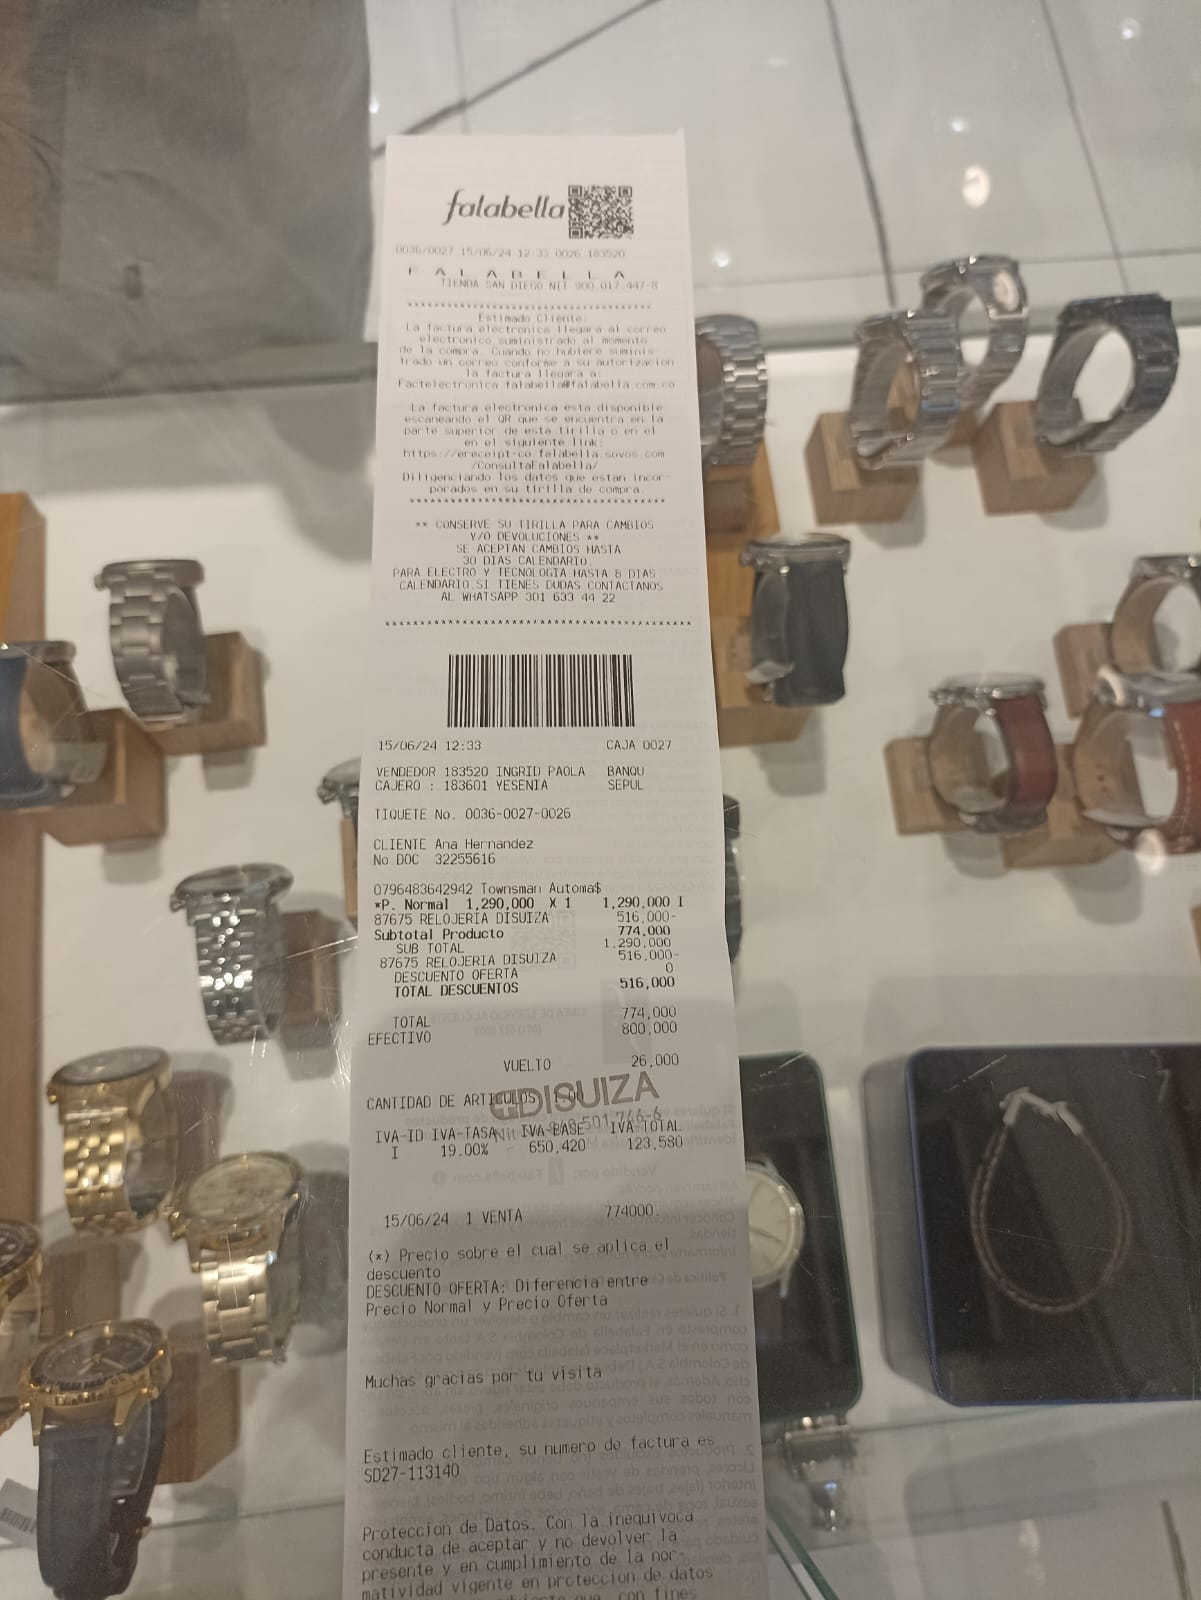 falabella
0036/0027 15/06/24 12:33 0026 183520
F A L A B E L L A
TIENDA SAN DIEGO NIT 900.017.447-8
****************************************
Estimado Cliente:
La factura electronica llegara al correo
electronico suministrado al momento
de la compra. Cuando no hubiere suminis-
trado un correo conforme a su autorizacion
la factura llegara a:
Factelectronica.falabella@falabella.com.co
La factura electronica esta disponible
escaneando el QR que se encuentra en la
parte superior de esta tirilla o en el
en el siguiente link:
https://ereceipt-co-falabella.sovos.com
/ConsultaFalabella/
Diligenciando los datos que estan incor-
porados en su tirilla de compra.
****************************************
** CONSERVE SU TIRILLA PARA CAMBIOS
Y/O DEVOLUCIONES **
SE ACEPTAN CAMBIOS HASTA
30 DIAS CALENDARIO.
PARA ELECTRO Y TECNOLOGIA HASTA 8 DIAS
CALENDARIO.SI TIENES DUDAS CONTACTANOS
AL WHATSAPP 301 633 44 22
****************************************
15/06/24 12:33 CAJA 0027
VENDEDOR 183520 INGRID PAOLA BANQU
CAJERO : 183601 YESENIA SEPUL
TIQUETE No. 0036-0027-0026
CLIENTE Ana Hernandez
No DOC 32255616
0796483642942 Townsman Automa$
*P. Normal 1,290,000 X 1 1,290,000 I
87675 RELOJERIA DISUIZA 516,000-
Subtotal Producto 774,000
SUB TOTAL 1,290,000
87675 RELOJERIA DISUIZA 516,000-
DESCUENTO OFERTA 0
TOTAL DESCUENTOS 516,000
TOTAL 774,000
EFECTIVO 800,000
VUELTO 26,000
CANTIDAD DE ARTICULOS 1.00
DISUIZA
IVA-ID IVA-TASA IVA-BASE IVA-TOTAL
I 19.00% 650,420 123,580
15/06/24 1 VENTA 774000
(*) Precio sobre el cual se aplica el
descuento
DESCUENTO OFERTA: Diferencia entre
Precio Normal y Precio Oferta
Muchas gracias por tu visita
Estimado cliente, su numero de factura es
SD27-113140
Proteccion de Datos. Con la inequivoca
conducta de aceptar y no devolver la
presente y en cumplimiento de la nor-
matividad vigente en proteccion de datos
que, con fines